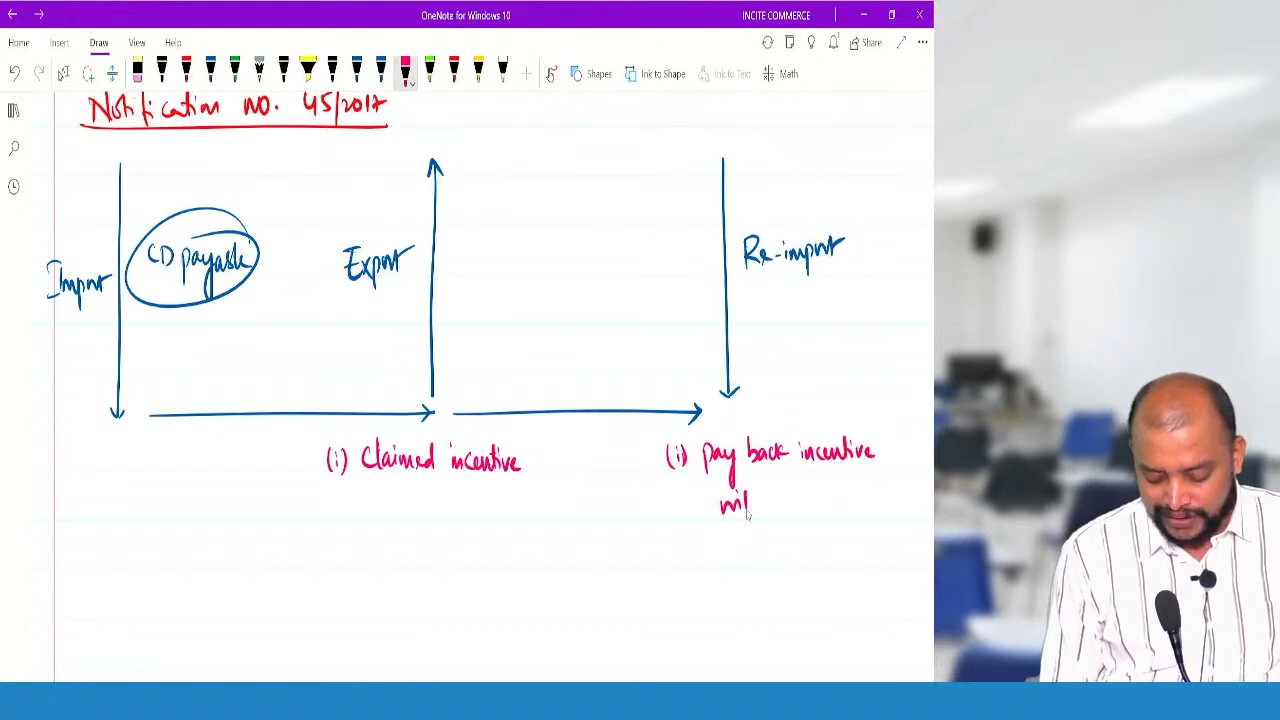 OneNote for Windows 10
INCITE COMMERCE
Home Insert Draw View Help
Share
Shapes Ink to Shape Ink to Text Math
Notification no. 45/2017
Import
CD payable
Export
Re-import
(i) Claimed incentive
(i) Pay back incentive